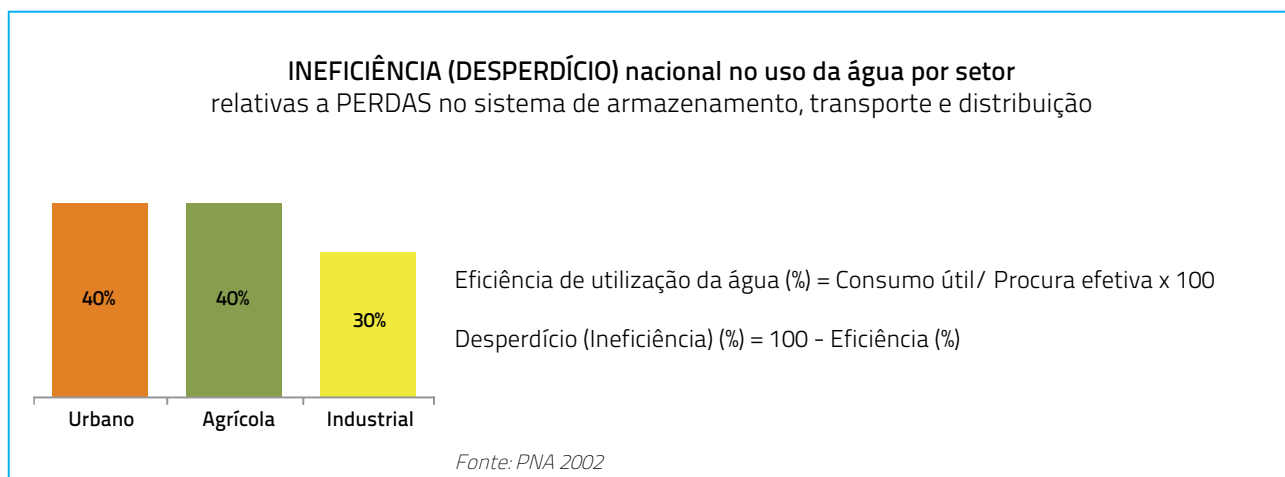 INEFICIÊNCIA (DESPERDÍCIO) nacional no uso da água por setor
relativas a PERDAS no sistema de armazenamento, transporte e distribuição
40%
40%
30%
Urbano
Agrícola
Industrial
Eficiência de utilização da água (%) = Consumo útil/ Procura efetiva x 100
Desperdício (Ineficiência) (%) = 100 - Eficiência (%)
Fonte: PNA 2002